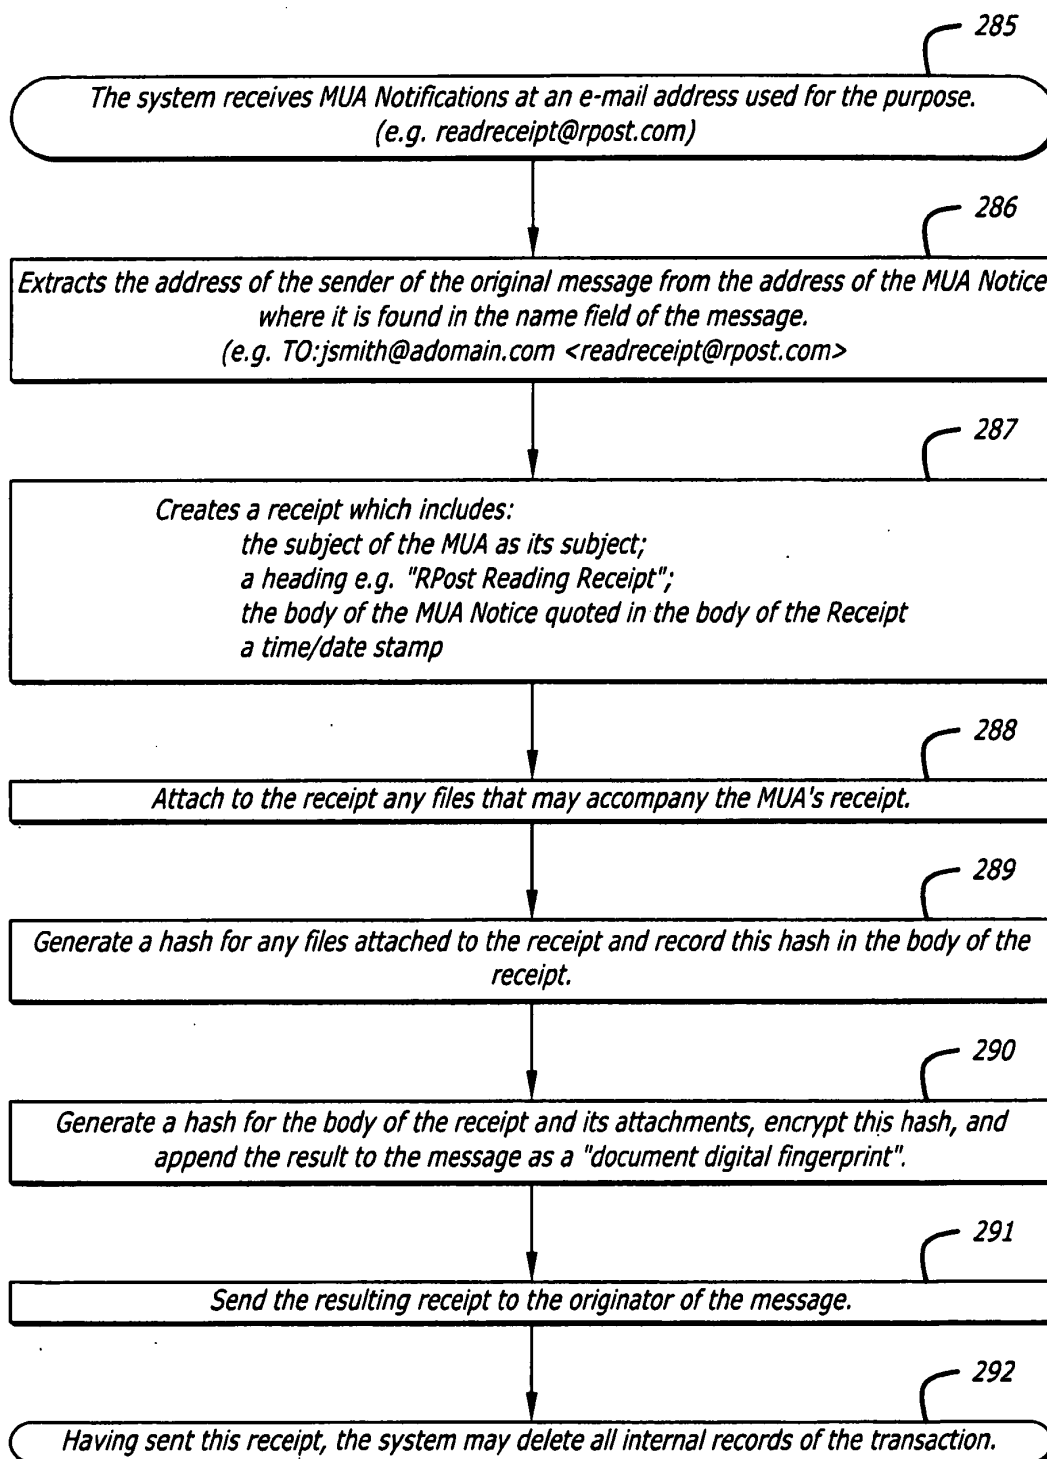 285
The system receives MUA Notifications at an e-mail address used for the purpose.
(e.g. readreceipt@rpost.com)
286
Extracts the address of the sender of the original message from the address of the MUA Notice
where it is found in the name field of the message.
(e.g. TO:jsmith@adomain.com <readreceipt@rpost.com>
287
Creates a receipt which includes:
the subject of the MUA as its subject;
a heading e.g. "RPost Reading Receipt";
the body of the MUA Notice quoted in the body of the Receipt
a time/date stamp
288
Attach to the receipt any files that may accompany the MUA's receipt.
289
Generate a hash for any files attached to the receipt and record this hash in the body of the
receipt.
290
Generate a hash for the body of the receipt and its attachments, encrypt this hash, and
append the result to the message as a "document digital fingerprint".
291
Send the resulting receipt to the originator of the message.
292
Having sent this receipt, the system may delete all internal records of the transaction.